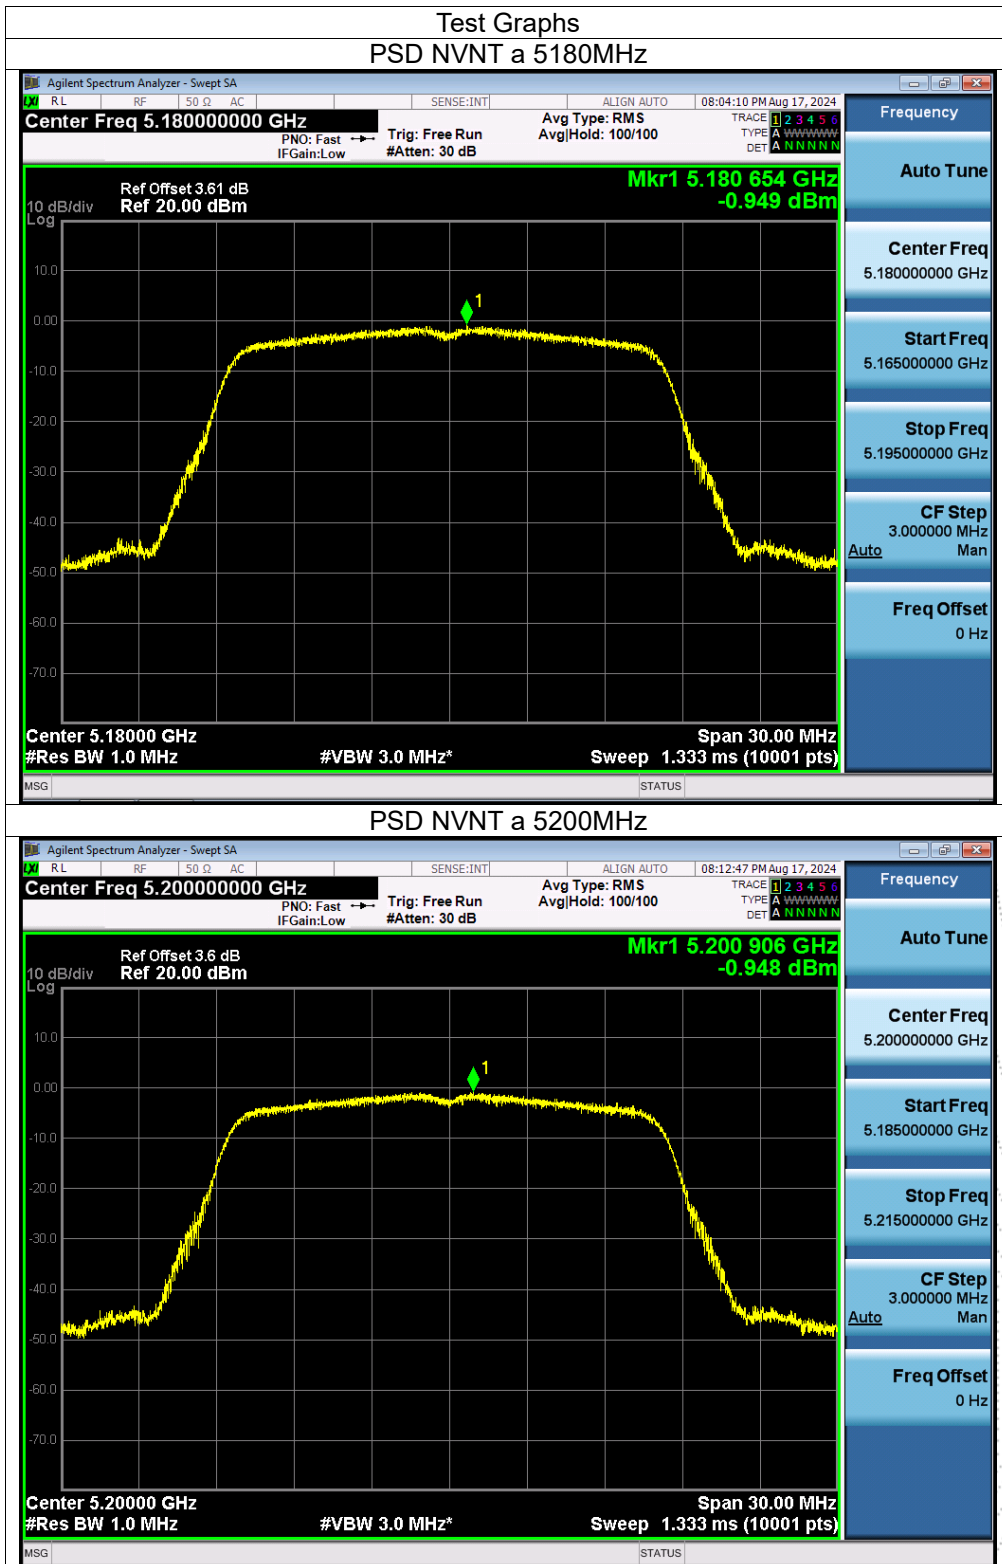 Test Graphs
PSD NVNT a 5180MHz
Agilent Spectrum Analyzer - Swept SA
LXI RL RF 50 Ω AC SENSE:INT ALIGN AUTO 08:04:10 PM Aug 17, 2024
Center Freq 5.180000000 GHz
PNO: Fast
IFGain:Low
Trig: Free Run
#Atten: 30 dB
Avg Type: RMS
Avg|Hold: 100/100
TRACE 1 2 3 4 5 6
TYPE A WWWWW
DET A N N N N N
Frequency
Mkr1 5.180 654 GHz
-0.949 dBm
Ref Offset 3.61 dB
Ref 20.00 dBm
10 dB/div
Log
10.0
0.00
-10.0
-20.0
-30.0
-40.0
-50.0
-60.0
-70.0
1
Center 5.18000 GHz
Span 30.00 MHz
#Res BW 1.0 MHz
#VBW 3.0 MHz*
Sweep 1.333 ms (10001 pts)
Auto Tune
Center Freq
5.180000000 GHz
Start Freq
5.165000000 GHz
Stop Freq
5.195000000 GHz
CF Step
3.000000 MHz
Auto Man
Freq Offset
0 Hz
MSG STATUS
PSD NVNT a 5200MHz
Agilent Spectrum Analyzer - Swept SA
LXI RL RF 50 Ω AC SENSE:INT ALIGN AUTO 08:12:47 PM Aug 17, 2024
Center Freq 5.200000000 GHz
PNO: Fast
IFGain:Low
Trig: Free Run
#Atten: 30 dB
Avg Type: RMS
Avg|Hold: 100/100
TRACE 1 2 3 4 5 6
TYPE A WWWWW
DET A N N N N N
Frequency
Mkr1 5.200 906 GHz
-0.948 dBm
Ref Offset 3.6 dB
Ref 20.00 dBm
10 dB/div
Log
10.0
0.00
-10.0
-20.0
-30.0
-40.0
-50.0
-60.0
-70.0
1
Center 5.20000 GHz
Span 30.00 MHz
#Res BW 1.0 MHz
#VBW 3.0 MHz*
Sweep 1.333 ms (10001 pts)
Auto Tune
Center Freq
5.200000000 GHz
Start Freq
5.185000000 GHz
Stop Freq
5.215000000 GHz
CF Step
3.000000 MHz
Auto Man
Freq Offset
0 Hz
MSG STATUS